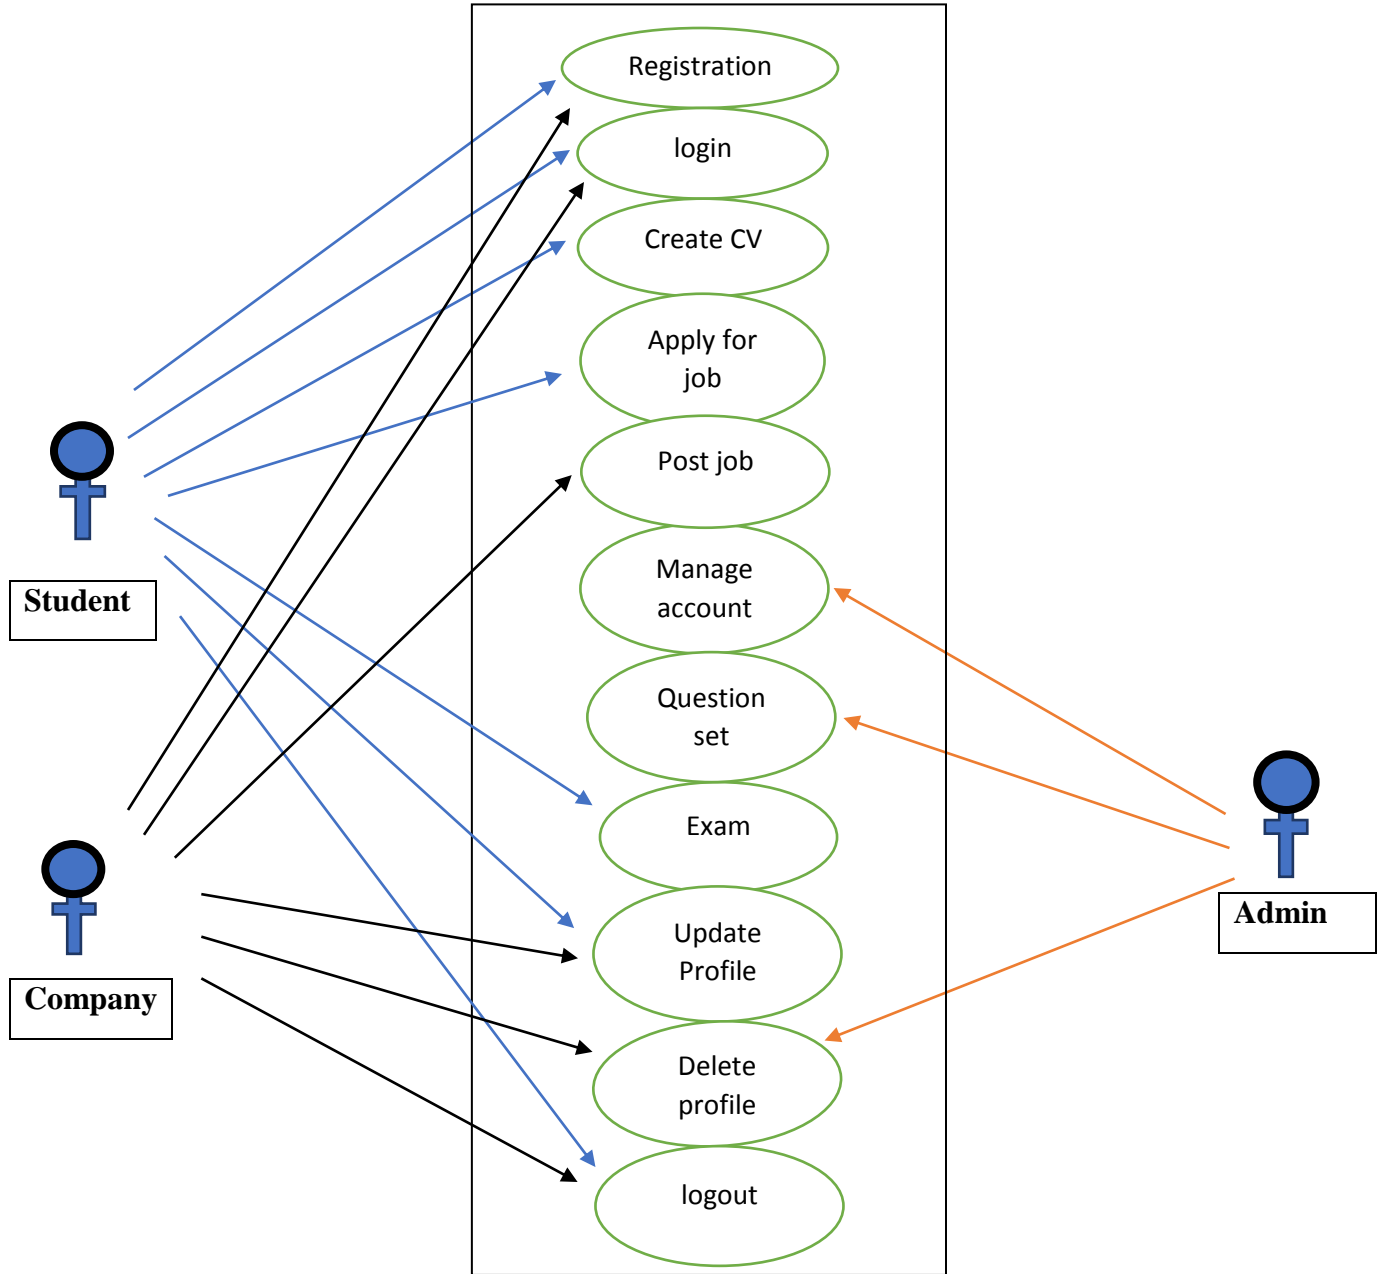 Registration
login
Create CV
Apply for
job
Post job
Manage
account
Question
set
Exam
Update
Profile
Delete
profile
logout
Student
Company
Admin